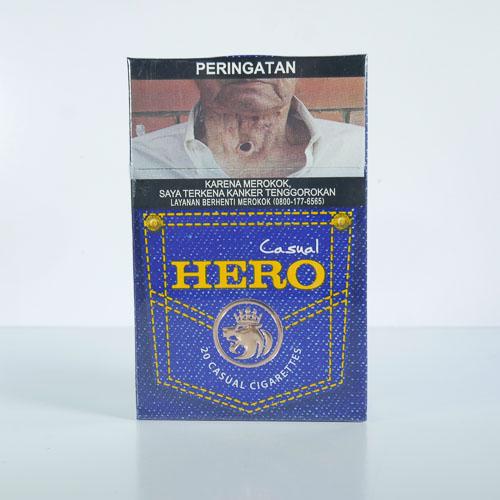 PERINGATAN
KARENA MEROKOK,
SAYA TERKENA KANKER TENGGOROKAN
LAYANAN BERHENTI MEROKOK (0800-177-6565)
Casual
HERO
20 CASUAL CIGARETTES